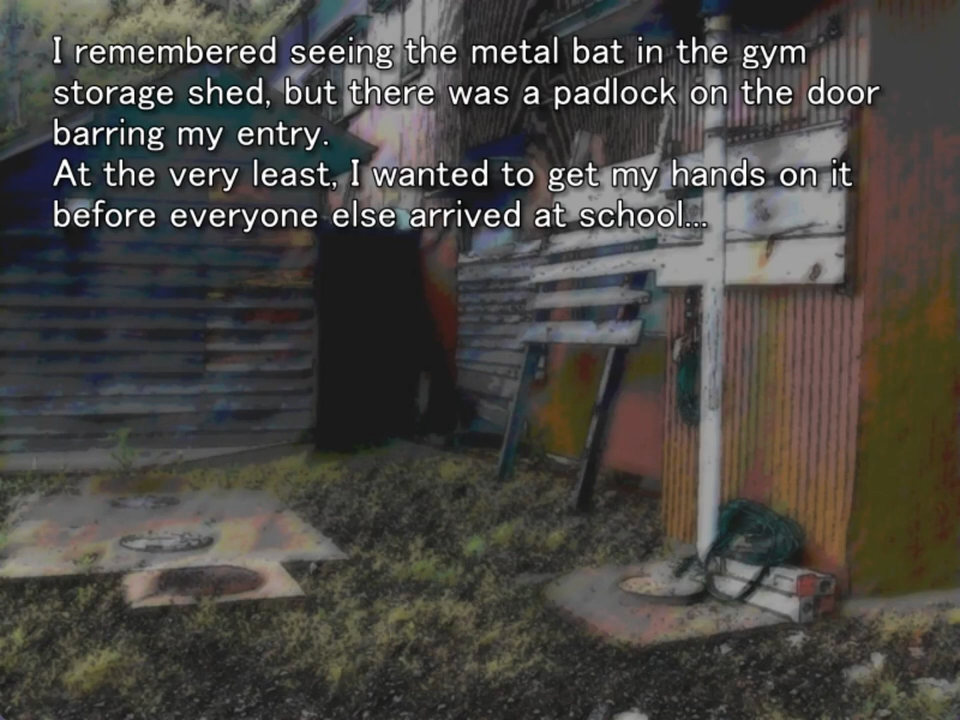 I remembered seeing the metal bat in the gym
storage shed, but there was a padlock on the door
barring my entry.
At the very least, I wanted to get my hands on it
before everyone else arrived at school...